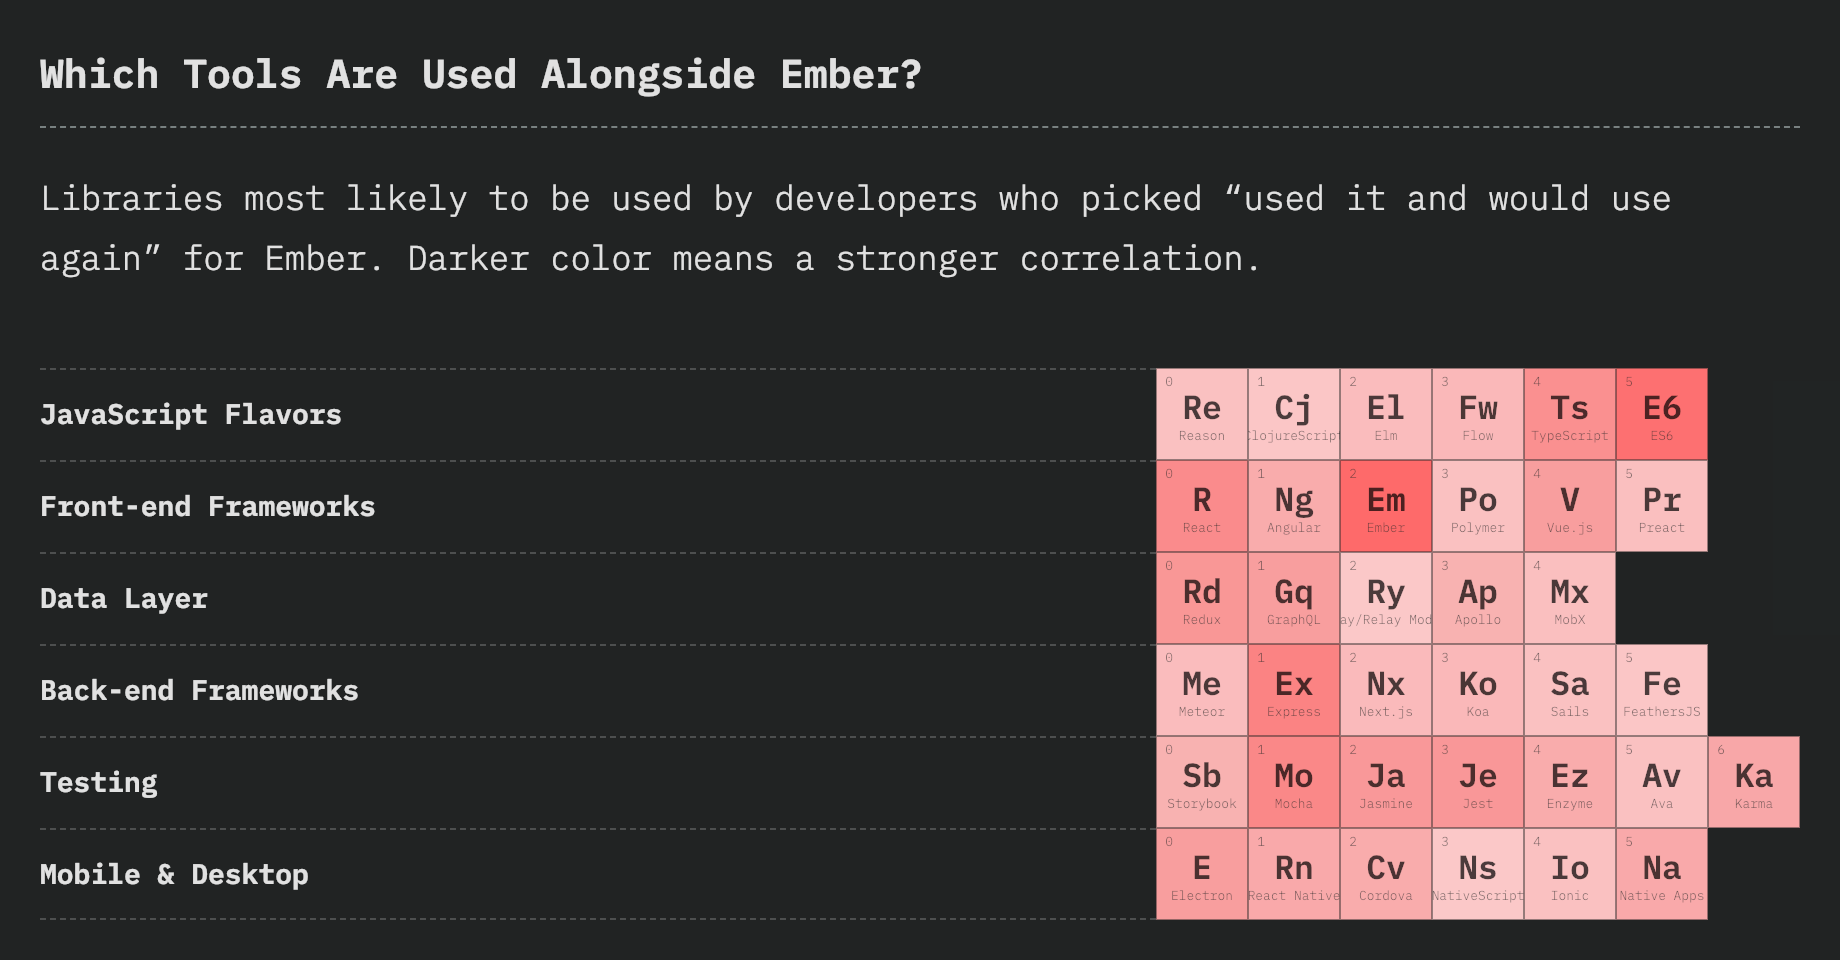 Which Tools Are Used Alongside Ember?
Libraries most likely to be used by developers who picked “used it and would use
again” for Ember. Darker color means a stronger correlation.
JavaScript Flavors
0 1 2 3 4 5
Re Cj El Fw Ts E6
Reason ClojureScript Elm Flow TypeScript ES6
Front-end Frameworks
0 1 2 3 4 5
R Ng Em Po V Pr
React Angular Ember Polymer Vue.js Preact
Data Layer
0 1 2 3 4
Rd Gq Ry Ap Mx
Redux GraphQL ay/Relay Mod Apollo MobX
Back-end Frameworks
0 1 2 3 4 5
Me Ex Nx Ko Sa Fe
Meteor Express Next.js Koa Sails FeathersJS
Testing
0 1 2 3 4 5 6
Sb Mo Ja Je Ez Av Ka
Storybook Mocha Jasmine Jest Enzyme Ava Karma
Mobile & Desktop
0 1 2 3 4 5
E Rn Cv Ns Io Na
Electron React Native Cordova NativeScript Ionic Native Apps